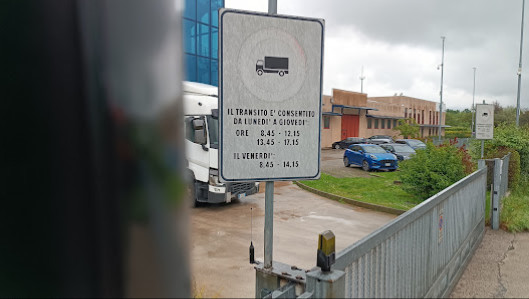 IL TRANSITO E' CONSENTITO
DA LUNEDI' A GIOVEDI'
ORE 8.45 - 12.15
13.45 - 17.15
IL VENERDI'
8.45 - 14.15